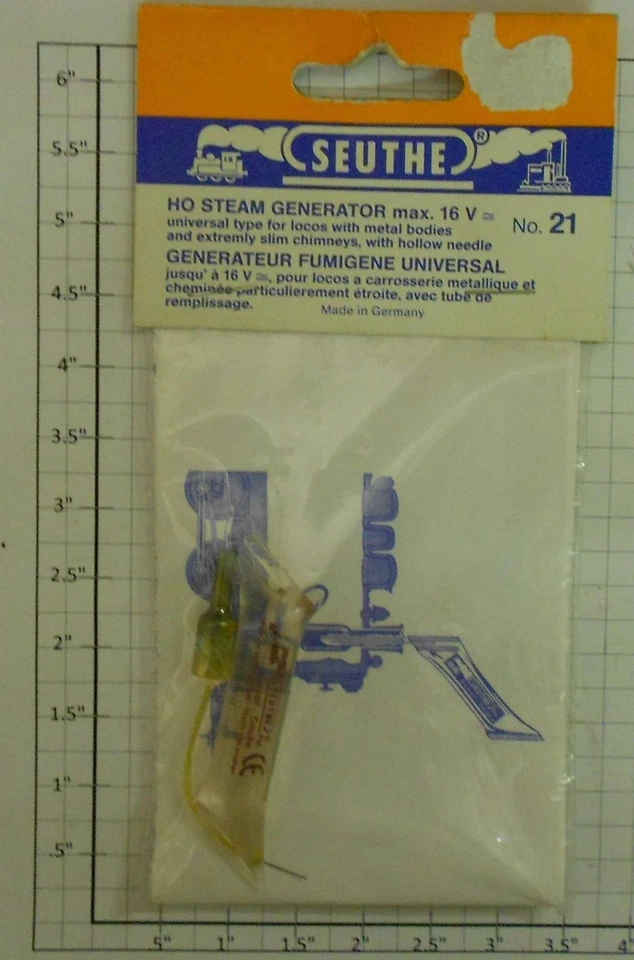 6"
5.5"
5"
4.5"
4"
3.5"
3"
2.5"
2"
1.5"
1"
.5"
SEUTHE ®
HO STEAM GENERATOR max. 16 V ≅
universal type for locos with metal bodies
and extremly slim chimneys, with hollow needle
No. 21
GENERATEUR FUMIGENE UNIVERSAL
jusqu' à 16 V ≅, pour locos a carrosserie metallique et
cheminée particulierement étroite, avec tube de
remplissage.
Made in Germany
CE
.5" 1" 1.5" 2" 2.5" 3" 3.5" 4"